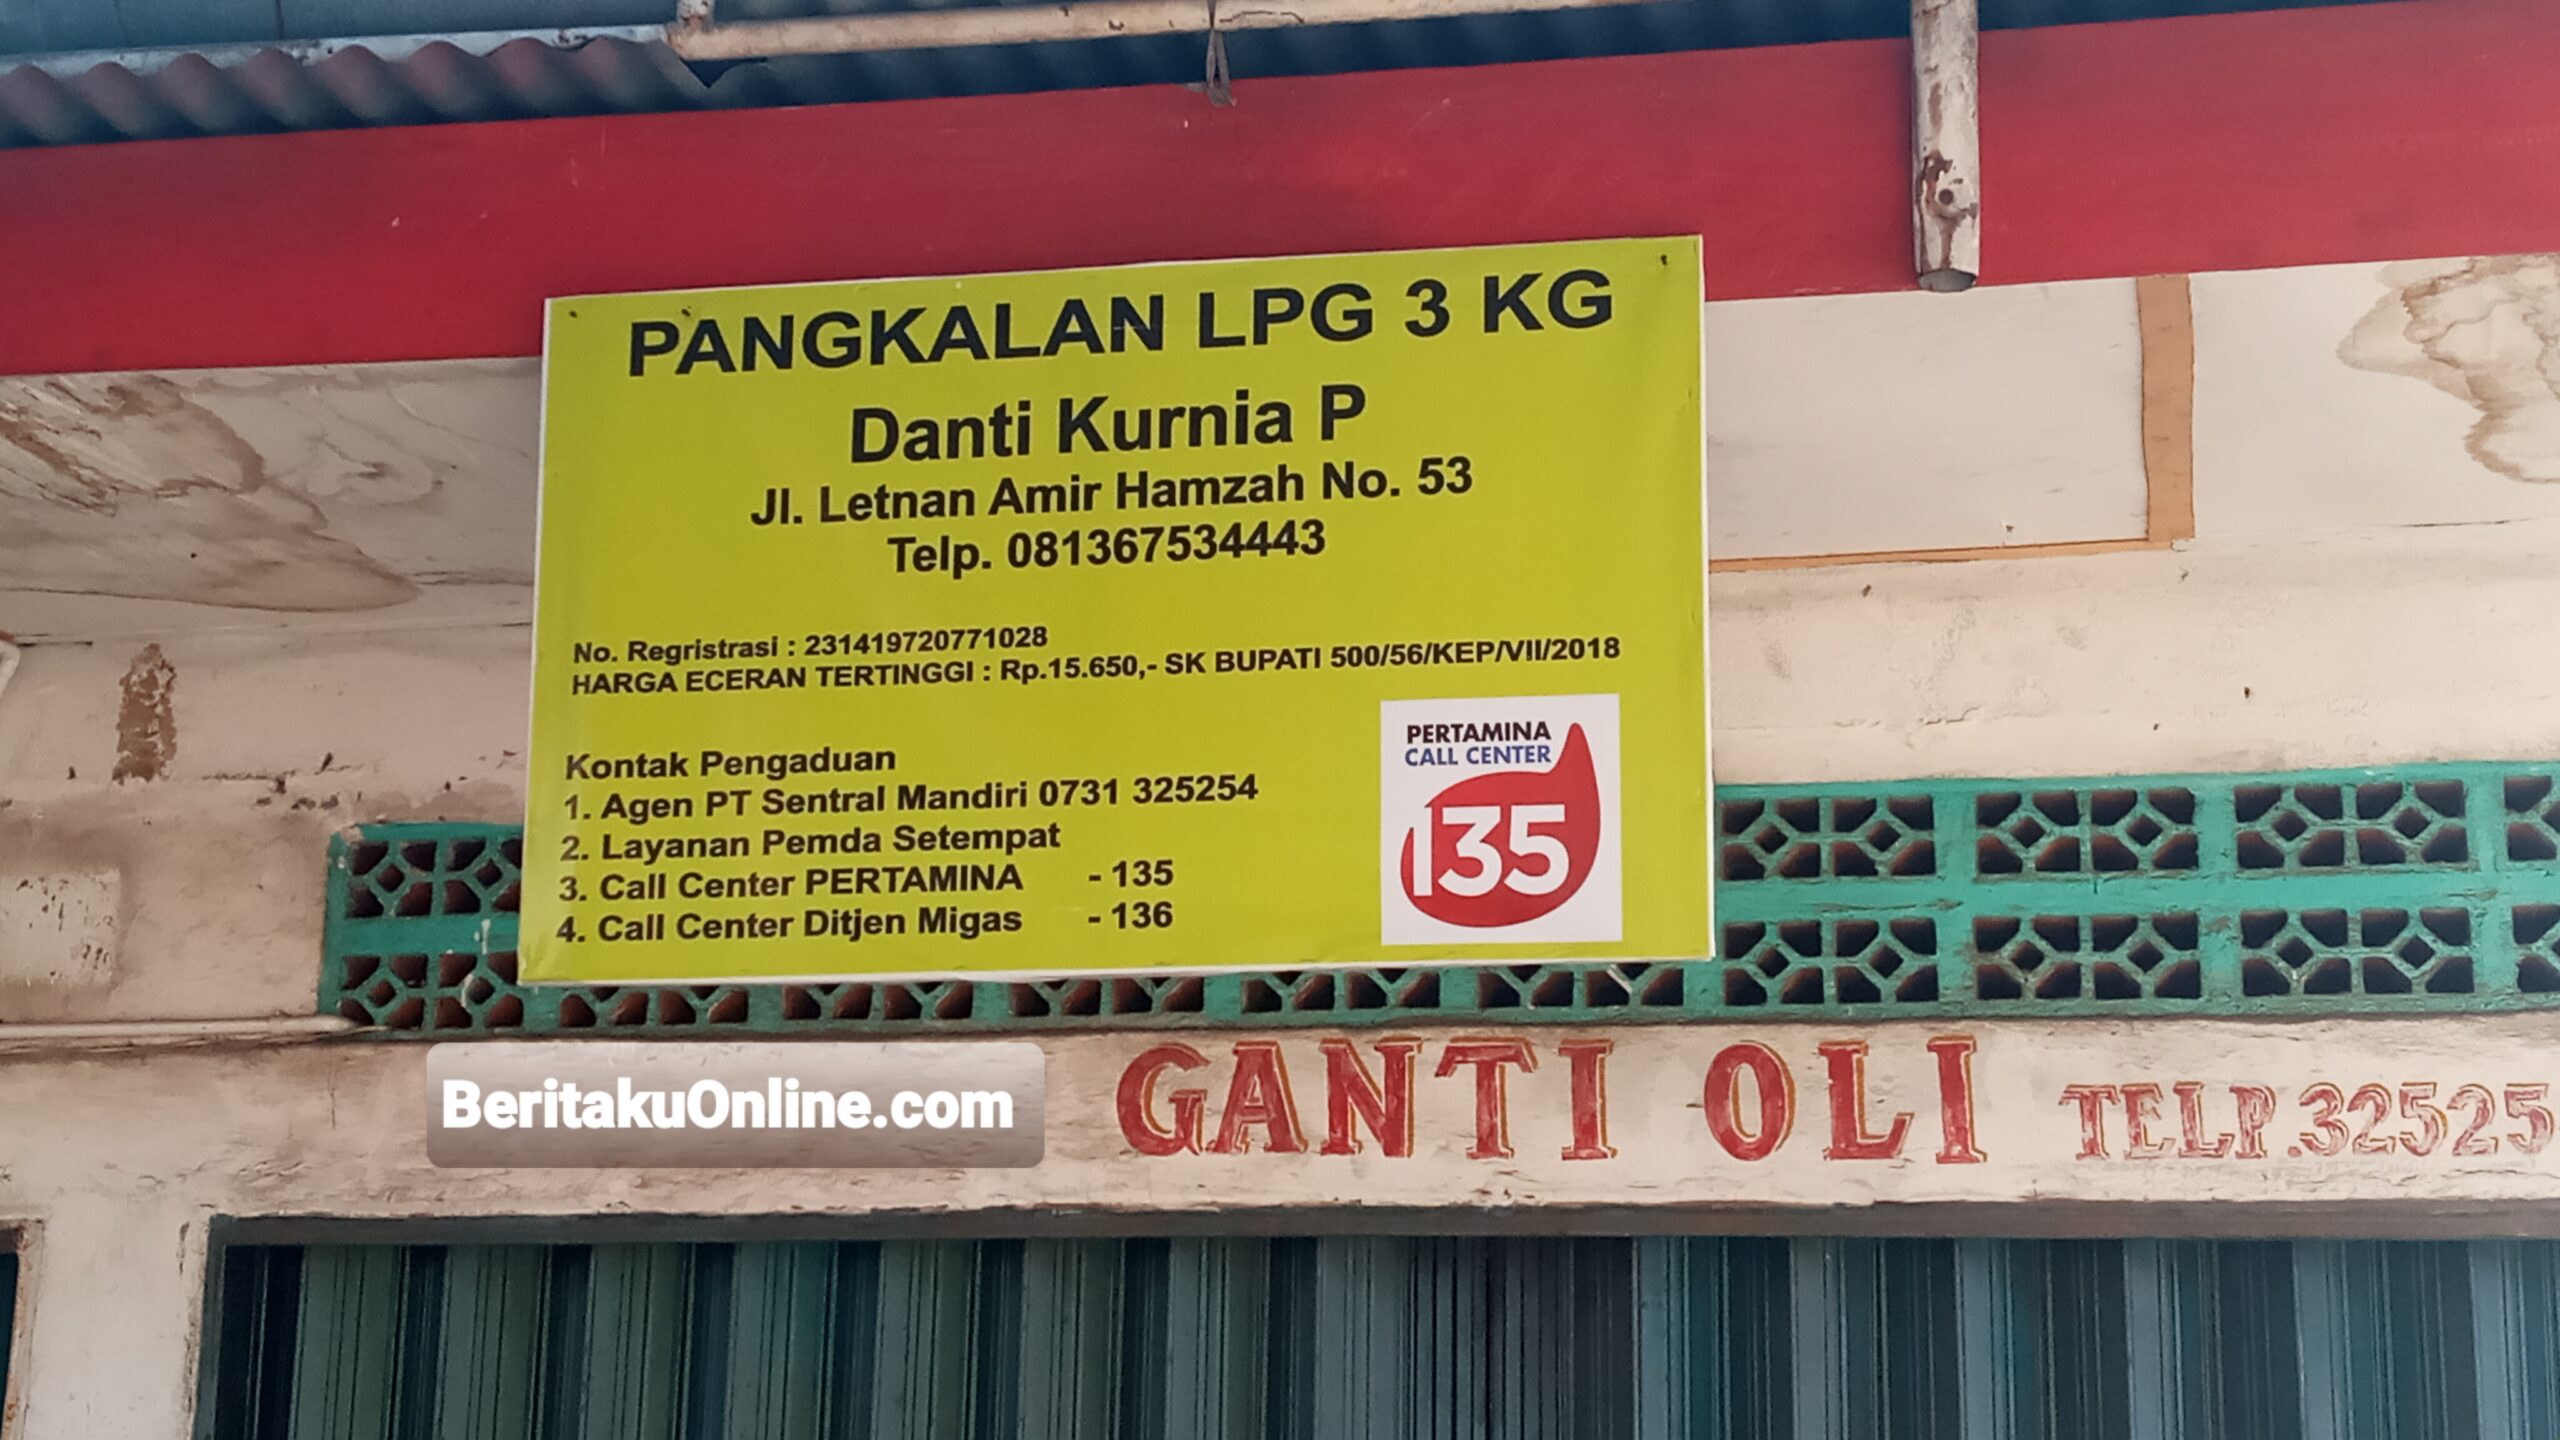 PANGKALAN LPG 3 KG
Danti Kurnia P
Jl. Letnan Amir Hamzah No. 53
Telp. 081367534443
No. Regristrasi : 231419720771028
HARGA ECERAN TERTINGGI : Rp.15.650,- SK BUPATI 500/56/KEP/VII/2018
Kontak Pengaduan
1. Agen PT Sentral Mandiri 0731 325254
2. Layanan Pemda Setempat
3. Call Center PERTAMINA - 135
4. Call Center Ditjen Migas - 136
PERTAMINA
CALL CENTER
135
BeritakuOnline.com
GANTI OLI TELP.32525